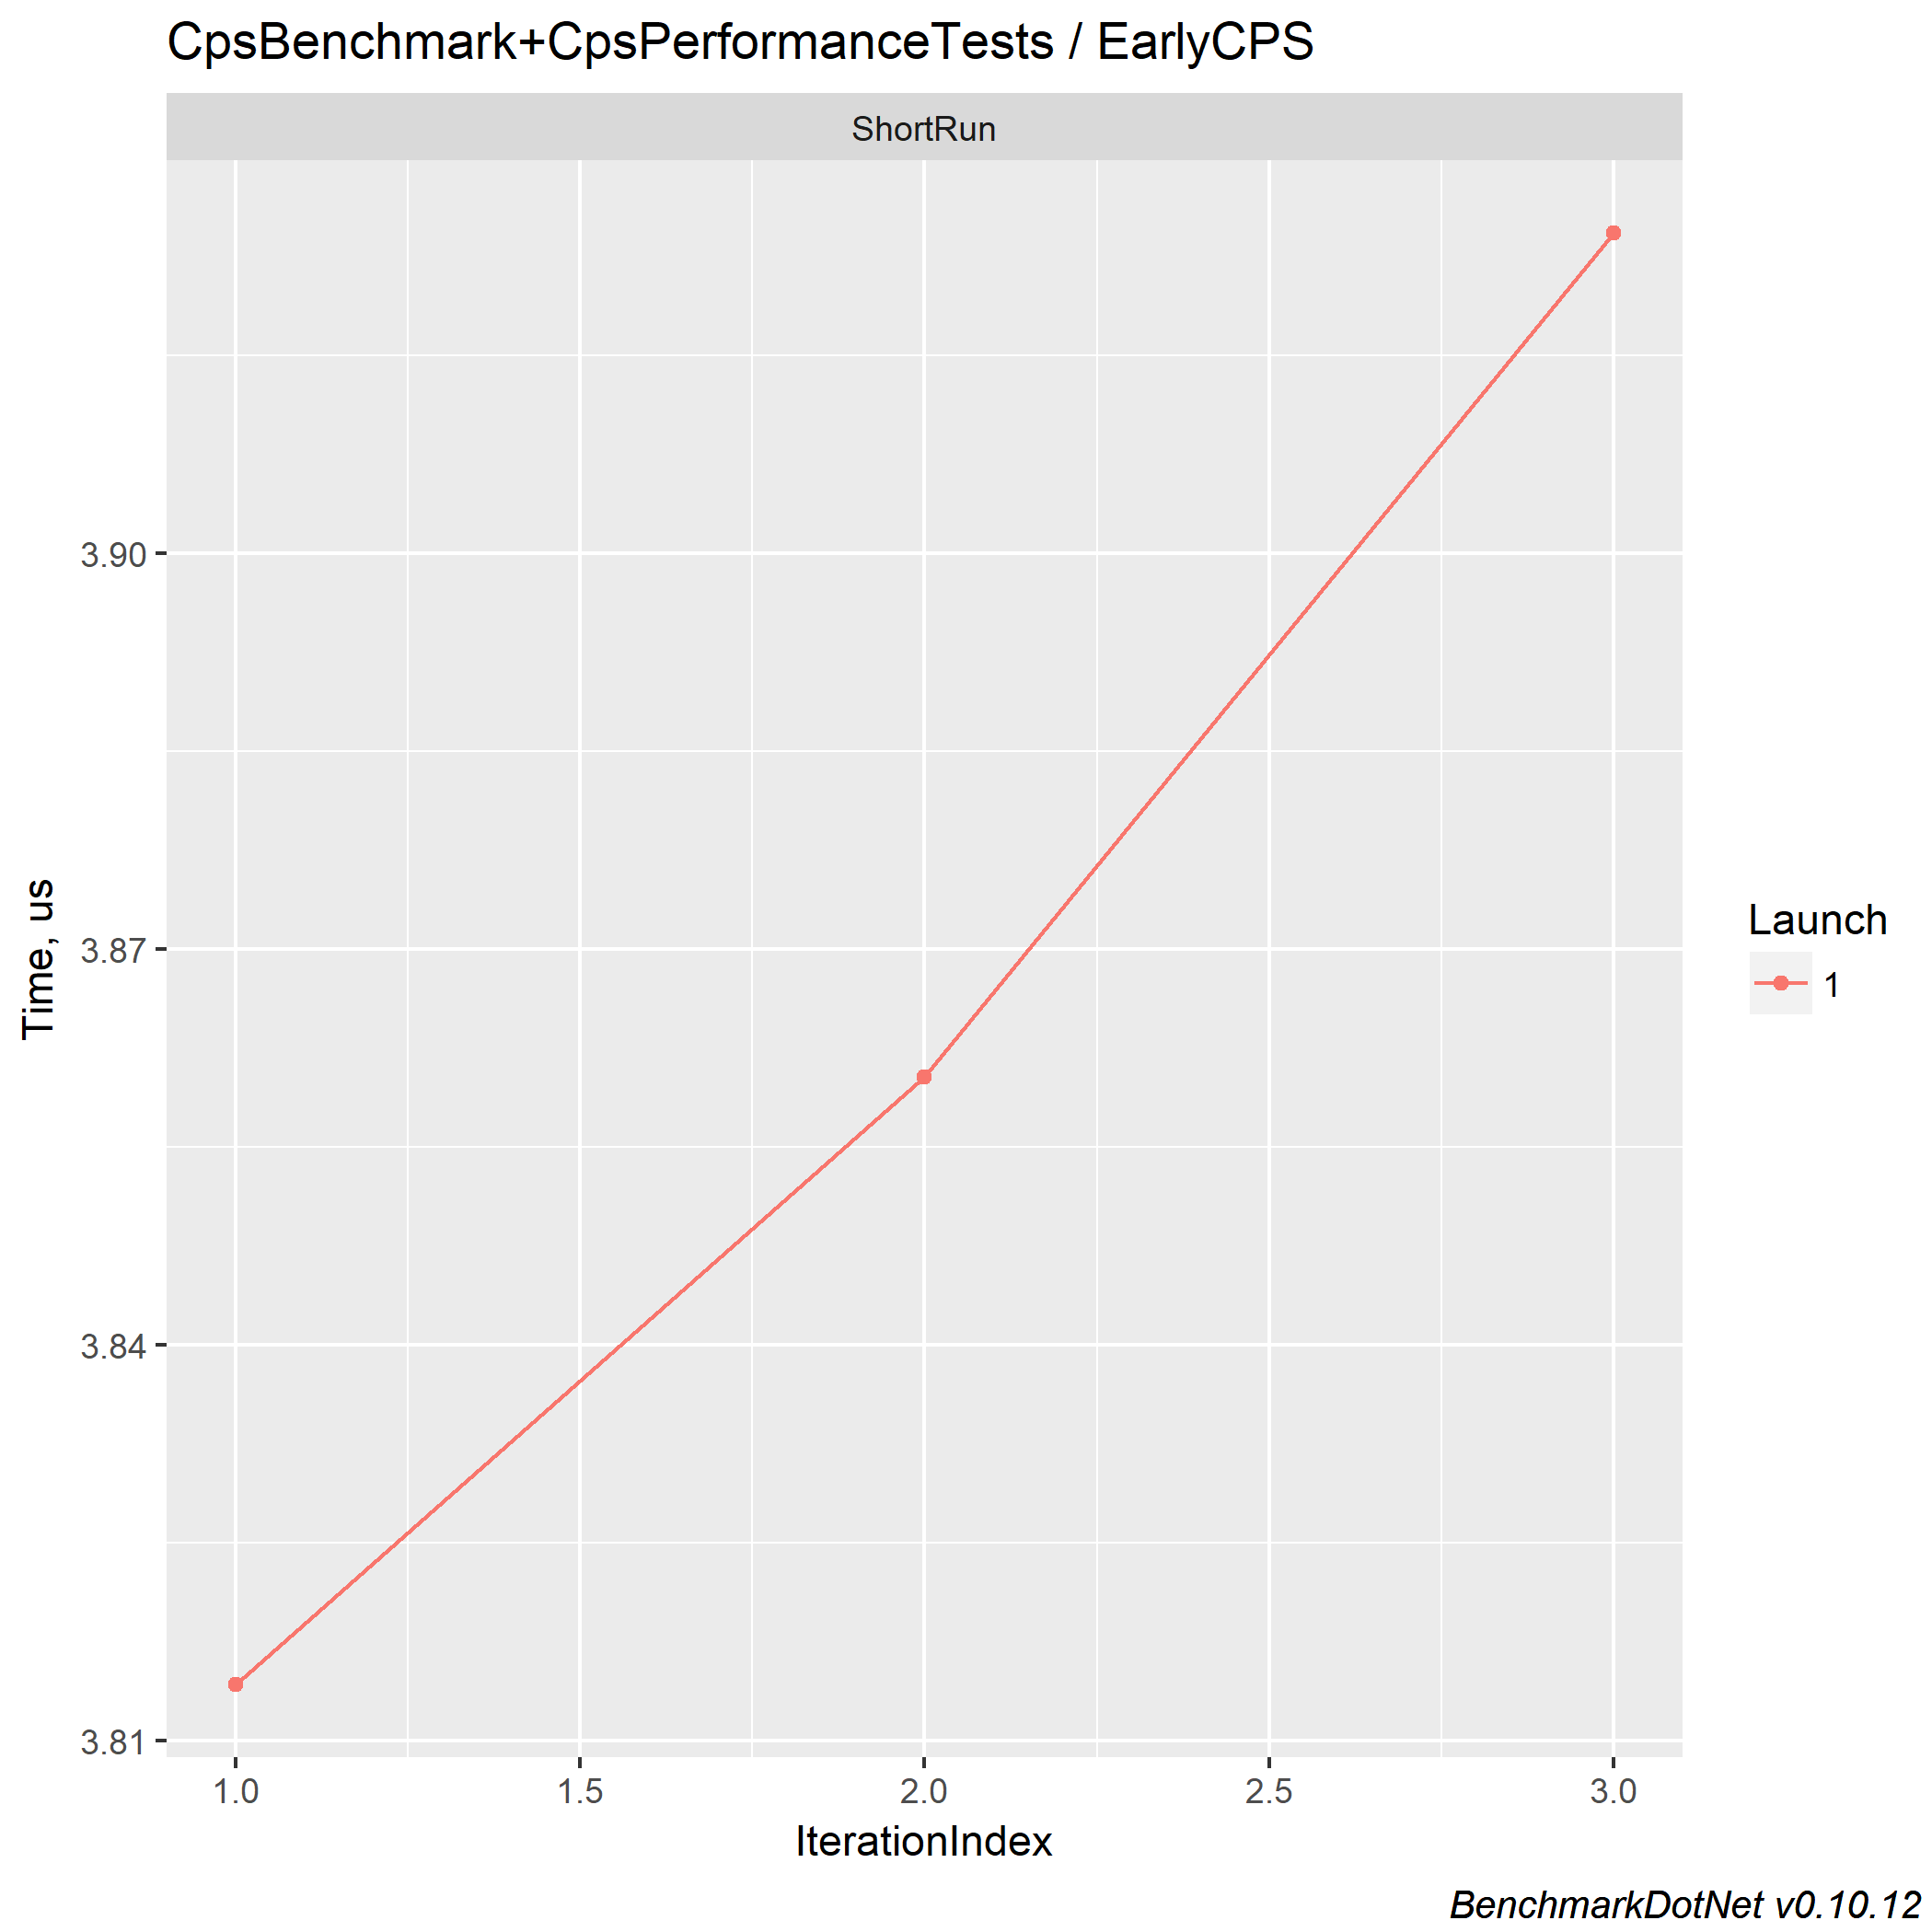 CpsBenchmark+CpsPerformanceTests / EarlyCPS
ShortRun
3.90
3.87
3.84
3.81
Time, us
1.0 1.5 2.0 2.5 3.0
IterationIndex
Launch
1
BenchmarkDotNet v0.10.12